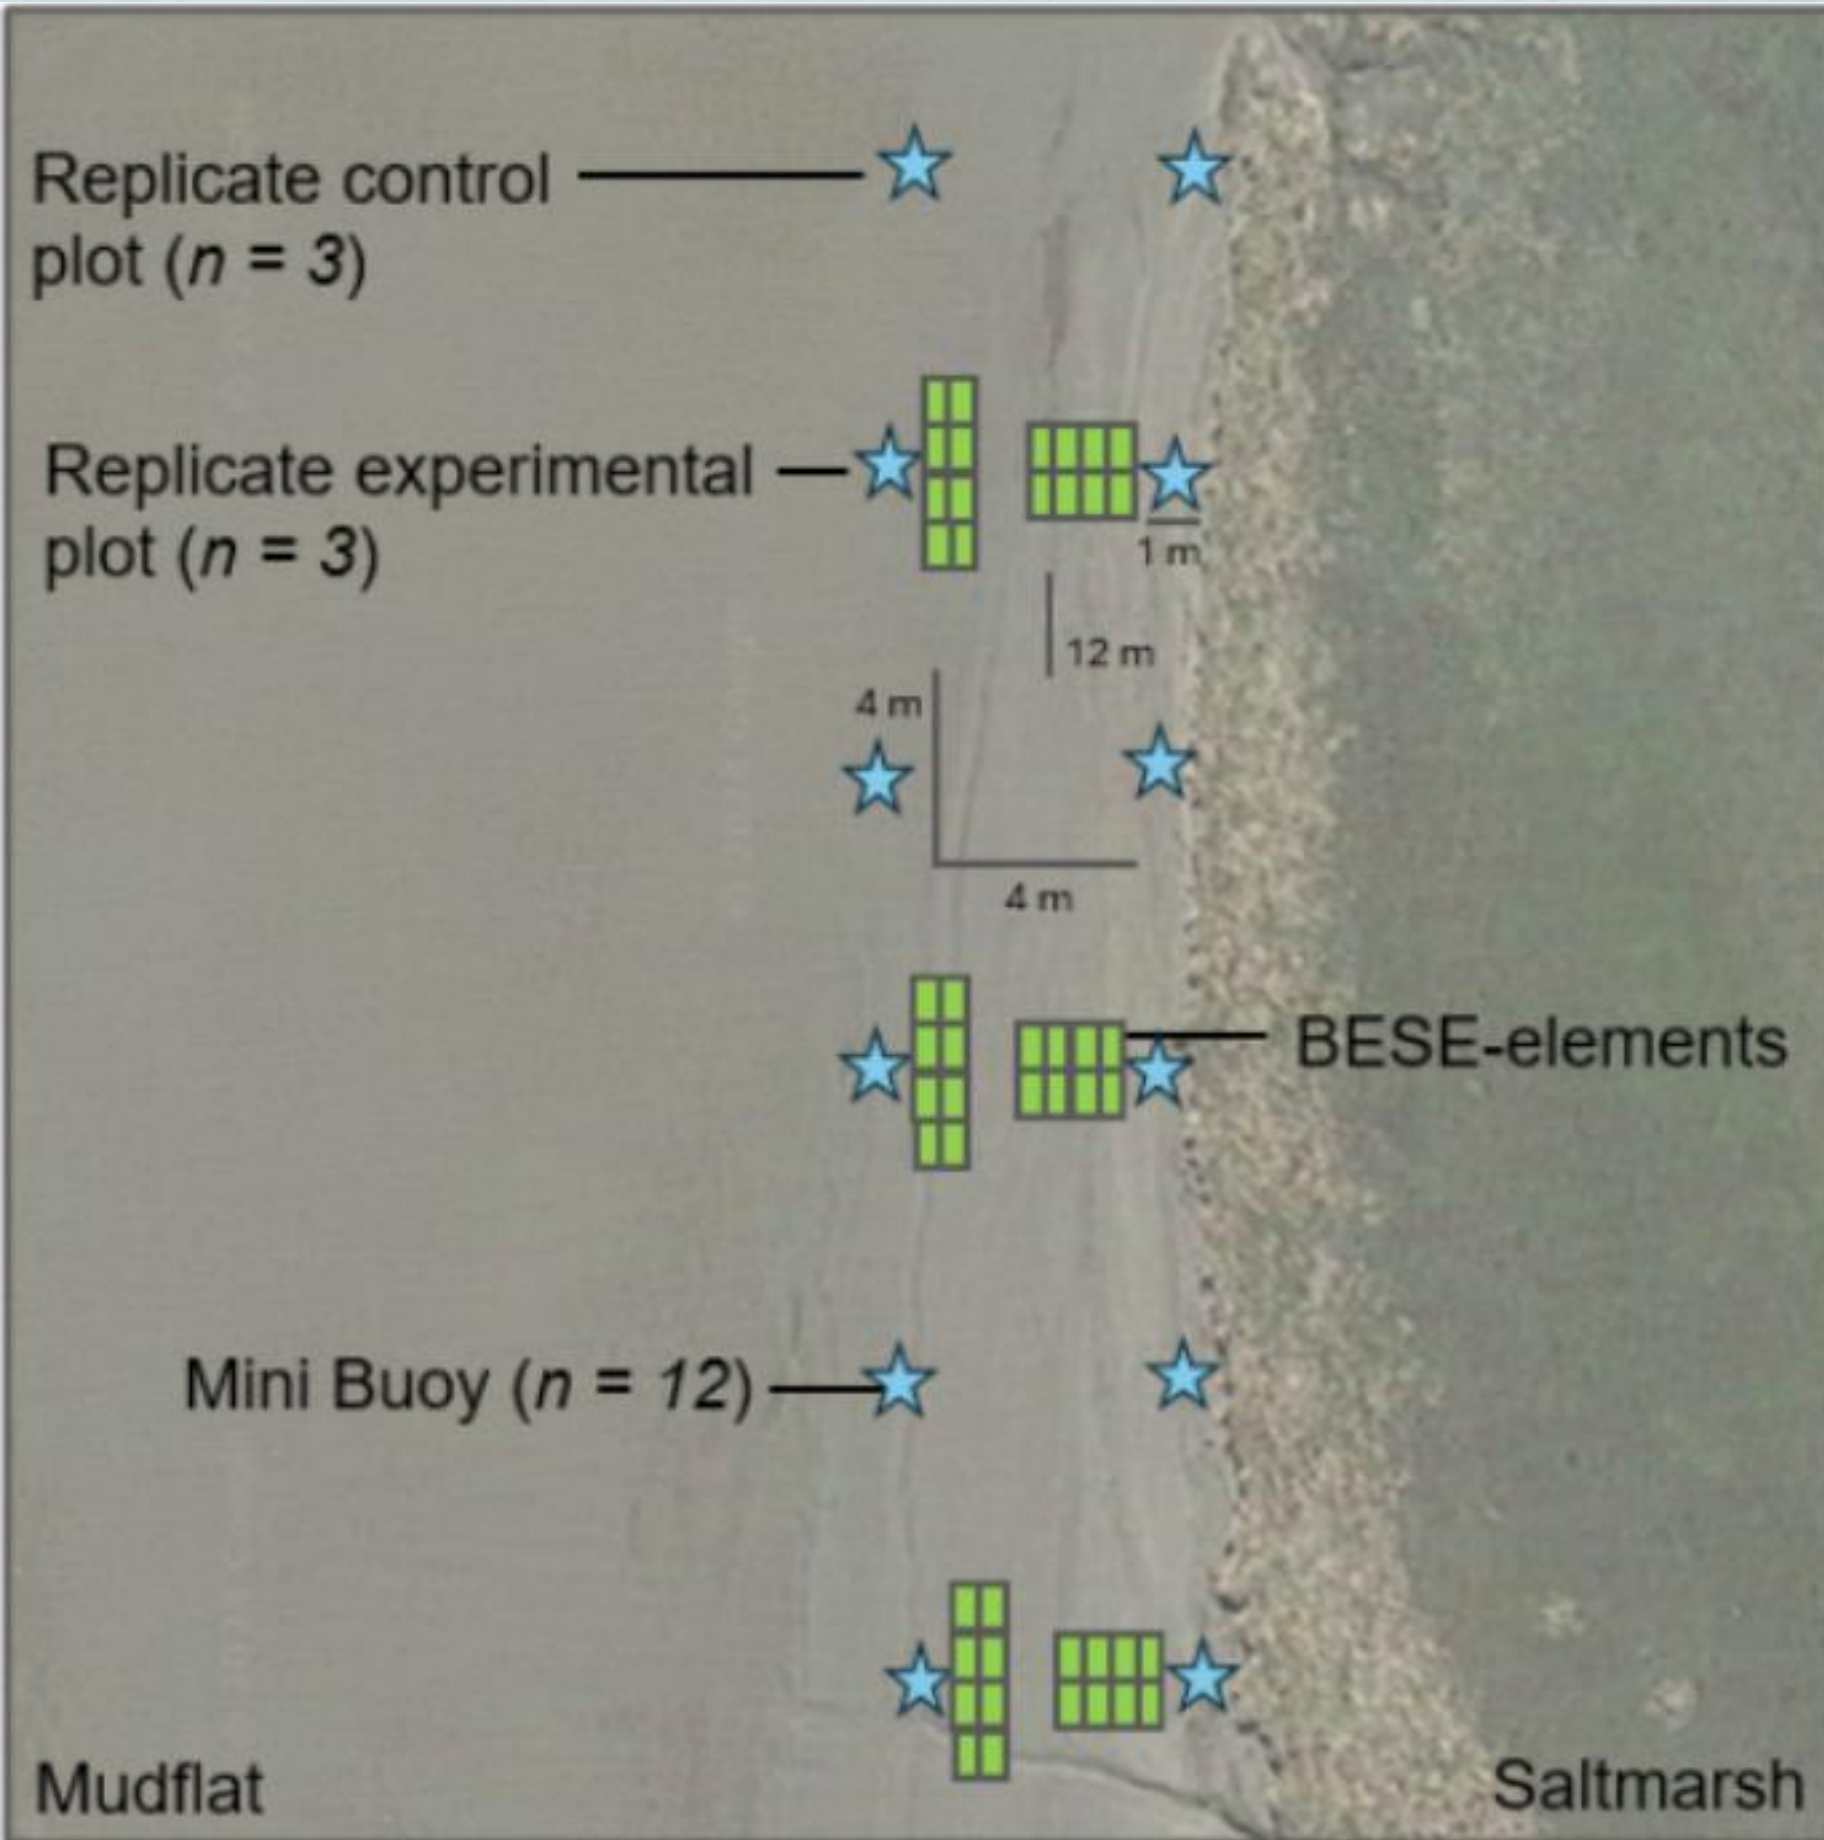 Replicate control
plot (n = 3)
Replicate experimental
plot (n = 3)
1 m
12 m
4 m
4 m
BESE-elements
Mini Buoy (n = 12)
Mudflat
Saltmarsh